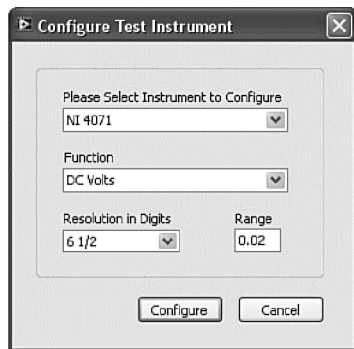 Configure Test Instrument
Please Select Instrument to Configure
NI 4071
Function
DC Volts
Resolution in Digits Range
6 1/2 0.02
Configure Cancel